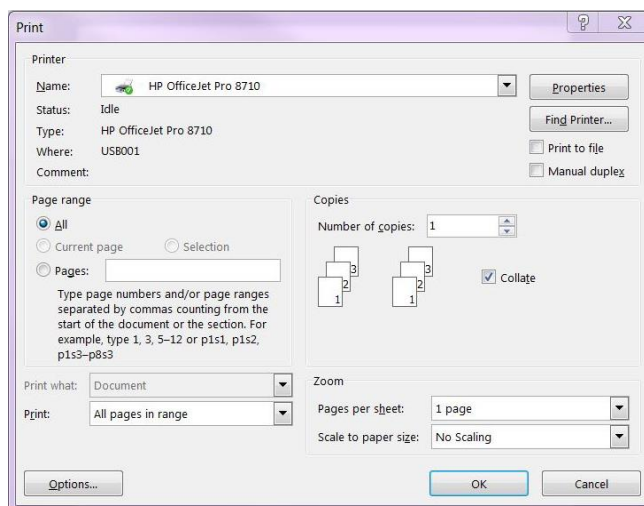 Print
Printer
Name: HP OfficeJet Pro 8710
Properties
Status: Idle
Type: HP OfficeJet Pro 8710
Find Printer...
Where: USB001
Print to file
Comment:
Manual duplex
Page range
All
Current page Selection
Pages:
Type page numbers and/or page ranges
separated by commas counting from the
start of the document or the section. For
example, type 1, 3, 5–12 or p1s1, p1s2,
p1s3–p8s3
Copies
Number of copies: 1
3 3
2 2
1 1
Collate
Print what: Document
Print: All pages in range
Zoom
Pages per sheet: 1 page
Scale to paper size: No Scaling
Options...
OK
Cancel